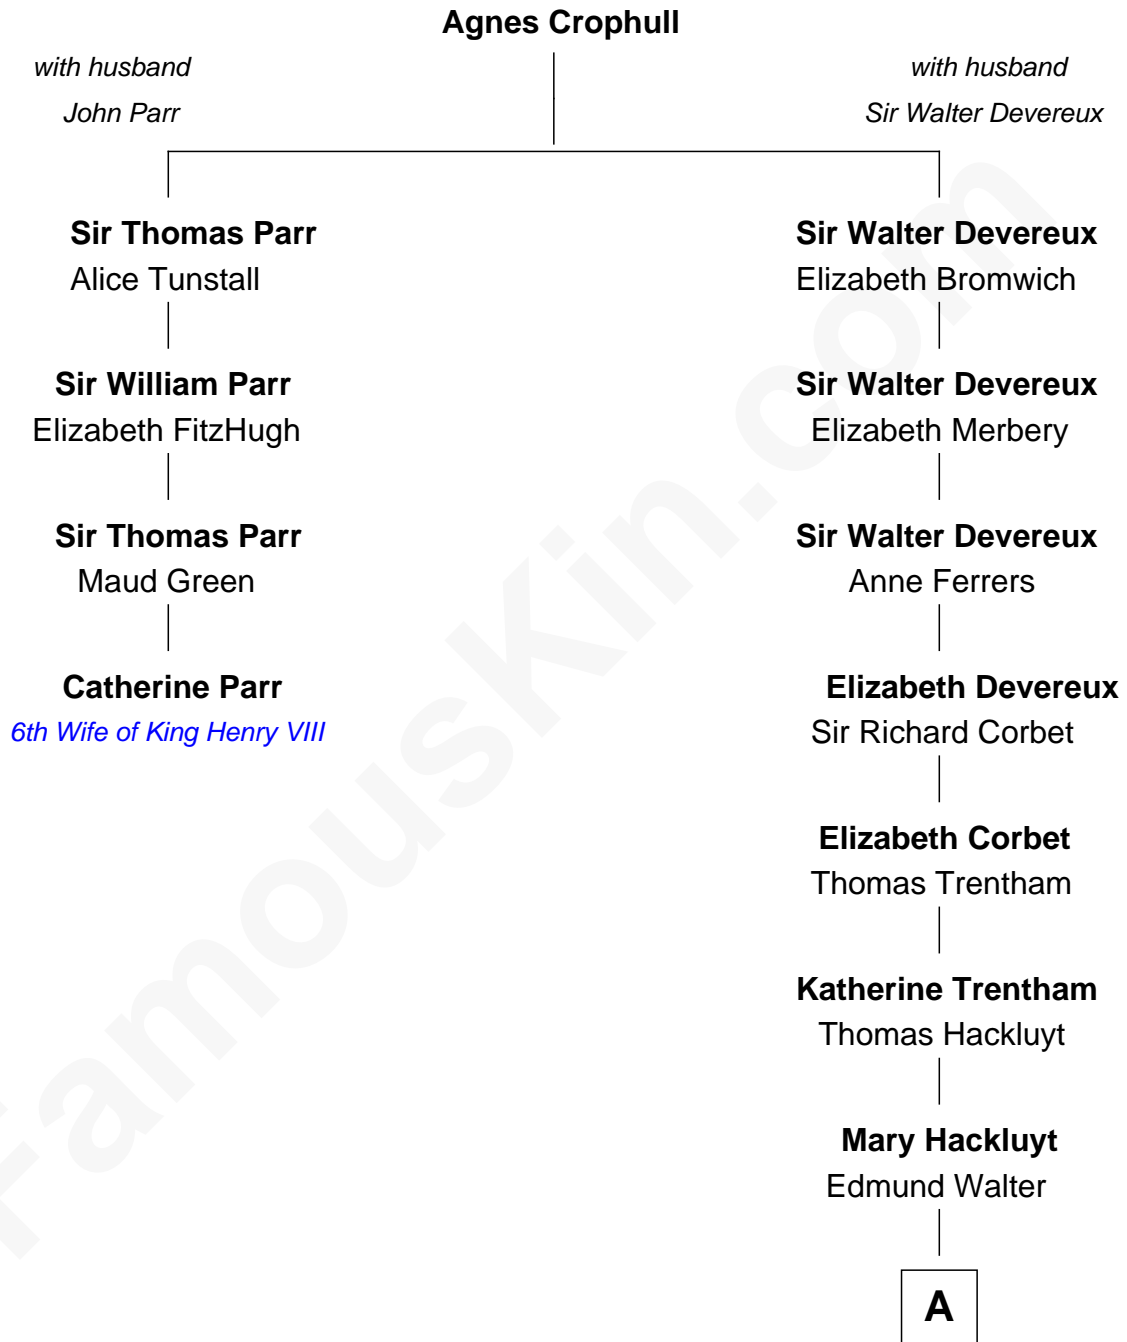 Agnes Crophull
with husband
John Parr
with husband
Sir Walter Devereux
Sir Thomas Parr
Alice Tunstall
Sir William Parr
Elizabeth FitzHugh
Sir Thomas Parr
Maud Green
Catherine Parr
6th Wife of King Henry VIII
Sir Walter Devereux
Elizabeth Bromwich
Sir Walter Devereux
Elizabeth Merbery
Sir Walter Devereux
Anne Ferrers
Elizabeth Devereux
Sir Richard Corbet
Elizabeth Corbet
Thomas Trentham
Katherine Trentham
Thomas Hackluyt
Mary Hackluyt
Edmund Walter
A
FamousKin.com